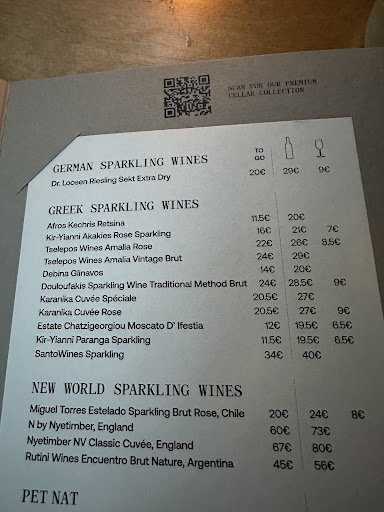 SCAN FOR OUR PREMIUM
CELLAR COLLECTION
TO
GO
GERMAN SPARKLING WINES
Dr. Loosen Riesling Sekt Extra Dry 20€ 29€ 9€
GREEK SPARKLING WINES
Afros Kechris Retsina 11.5€ 20€
Kir-Yianni Akakies Rose Sparkling 16€ 21€ 7€
Tselepos Wines Amalia Rose 22€ 26€ 8.5€
Tselepos Wines Amalia Vintage Brut 24€ 29€
Debina Glinavos 14€ 20€
Douloufakis Sparkling Wine Traditional Method Brut 24€ 28.5€ 9€
Karanika Cuvée Spéciale 20.5€ 27€
Karanika Cuvée Rose 20.5€ 27€ 9€
Estate Chatzigeorgiou Moscato D' Ifestia 12€ 19.5€ 6.5€
Kir-Yianni Paranga Sparkling 11.5€ 19.5€ 6.5€
SantoWines Sparkling 34€ 40€
NEW WORLD SPARKLING WINES
Miguel Torres Estelado Sparkling Brut Rose, Chile 20€ 24€ 8€
N by Nyetimber, England 60€ 73€
Nyetimber NV Classic Cuvée, England 67€ 80€
Rutini Wines Encuentro Brut Nature, Argentina 45€ 56€
PET NAT